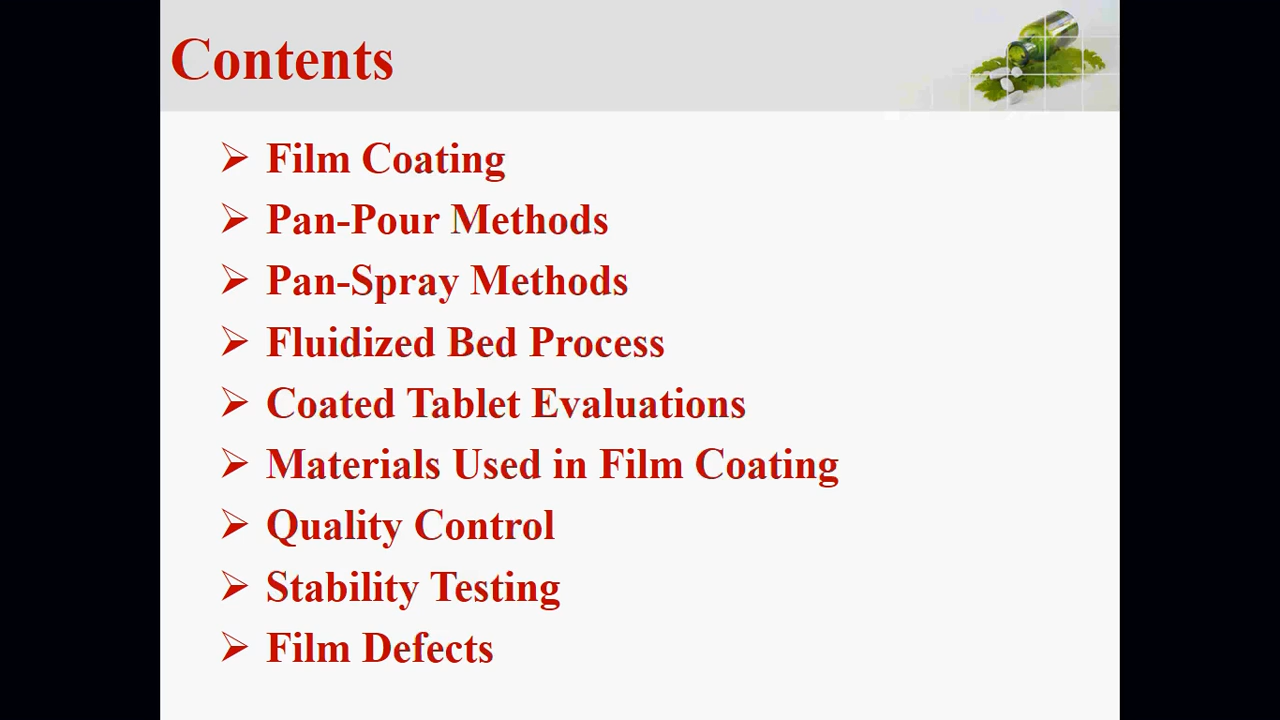 Contents
Film Coating
Pan-Pour Methods
Pan-Spray Methods
Fluidized Bed Process
Coated Tablet Evaluations
Materials Used in Film Coating
Quality Control
Stability Testing
Film Defects